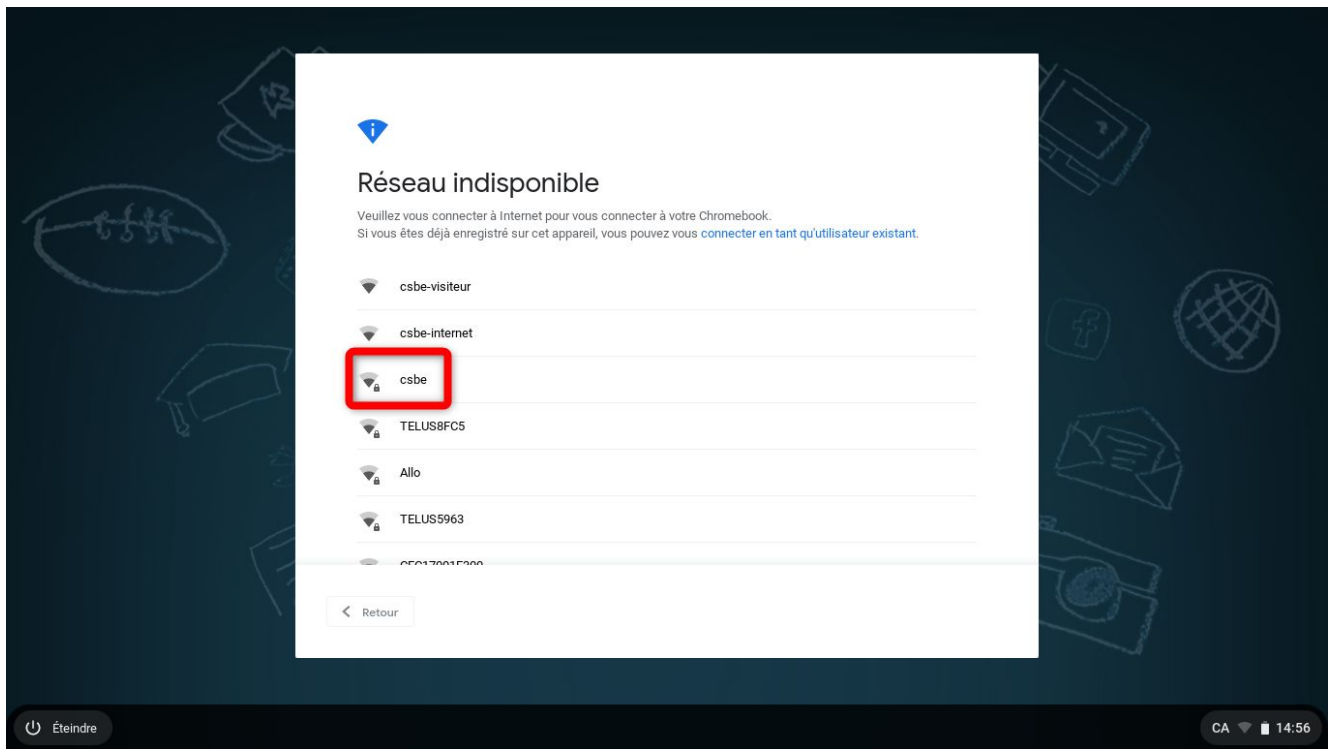 Réseau indisponible
Veuillez vous connecter à Internet pour vous connecter à votre Chromebook.
Si vous êtes déjà enregistré sur cet appareil, vous pouvez vous connecter en tant qu'utilisateur existant.
csbe-visiteur
csbe-internet
csbe
TELUS8FC5
Allo
TELUS5963
Retour
Éteindre
CA 14:56